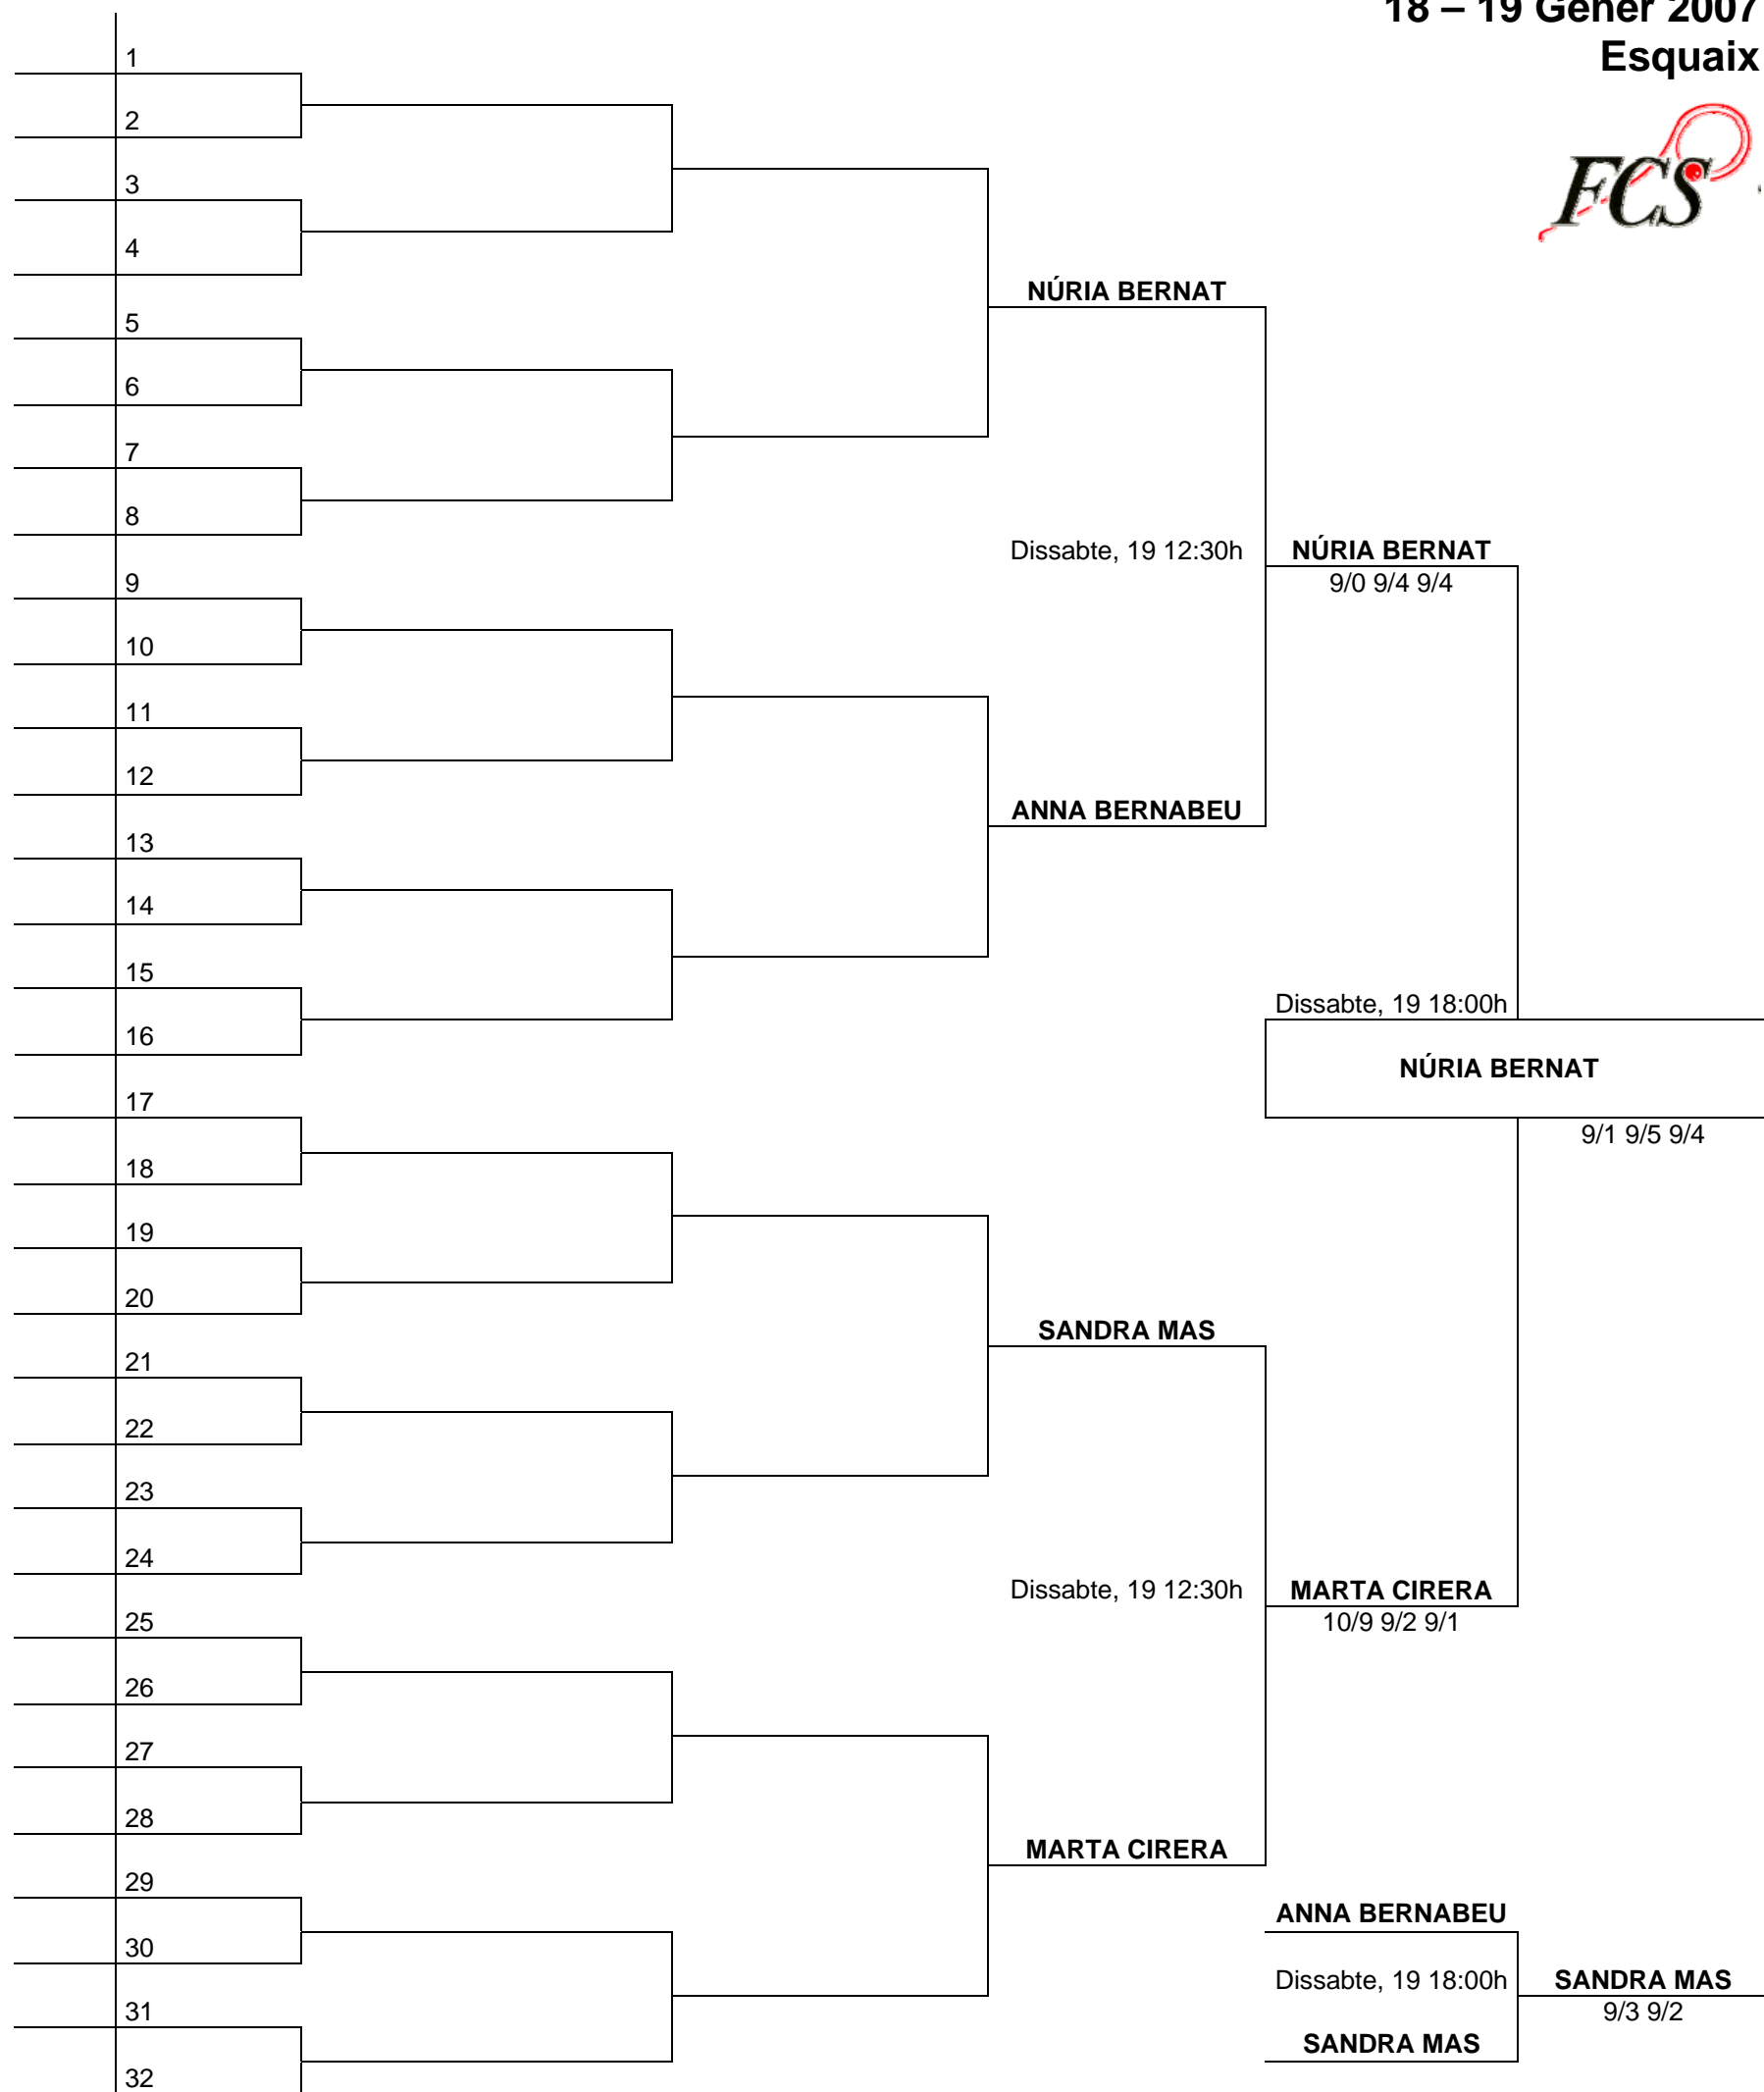 18 – 19 Gener 2007
Esquaix
FCS
1
2
3
4
NÚRIA BERNAT
5
6
7
8
Dissabte, 19 12:30h
NÚRIA BERNAT
9/0 9/4 9/4
9
10
11
12
ANNA BERNABEU
13
14
15
16
Dissabte, 19 18:00h
NÚRIA BERNAT
9/1 9/5 9/4
17
18
19
20
SANDRA MAS
21
22
23
24
Dissabte, 19 12:30h
MARTA CIRERA
10/9 9/2 9/1
25
26
27
28
MARTA CIRERA
29
30
31
32
ANNA BERNABEU
Dissabte, 19 18:00h
SANDRA MAS
9/3 9/2
SANDRA MAS